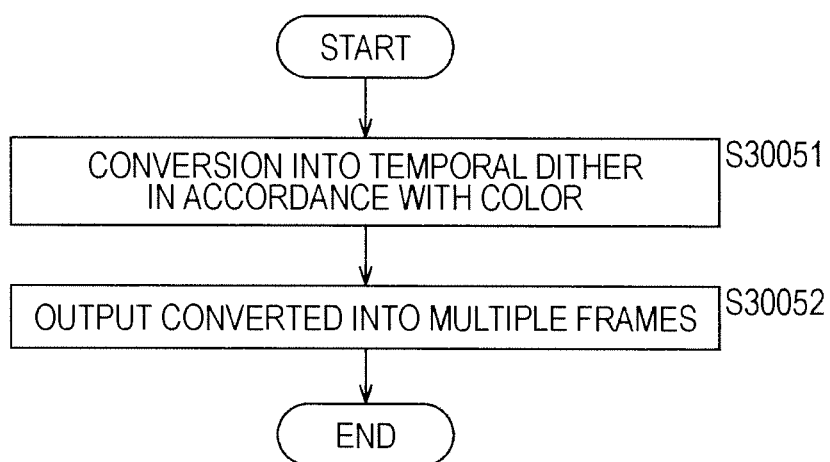 START
CONVERSION INTO TEMPORAL DITHER
IN ACCORDANCE WITH COLOR
S30051
OUTPUT CONVERTED INTO MULTIPLE FRAMES
S30052
END